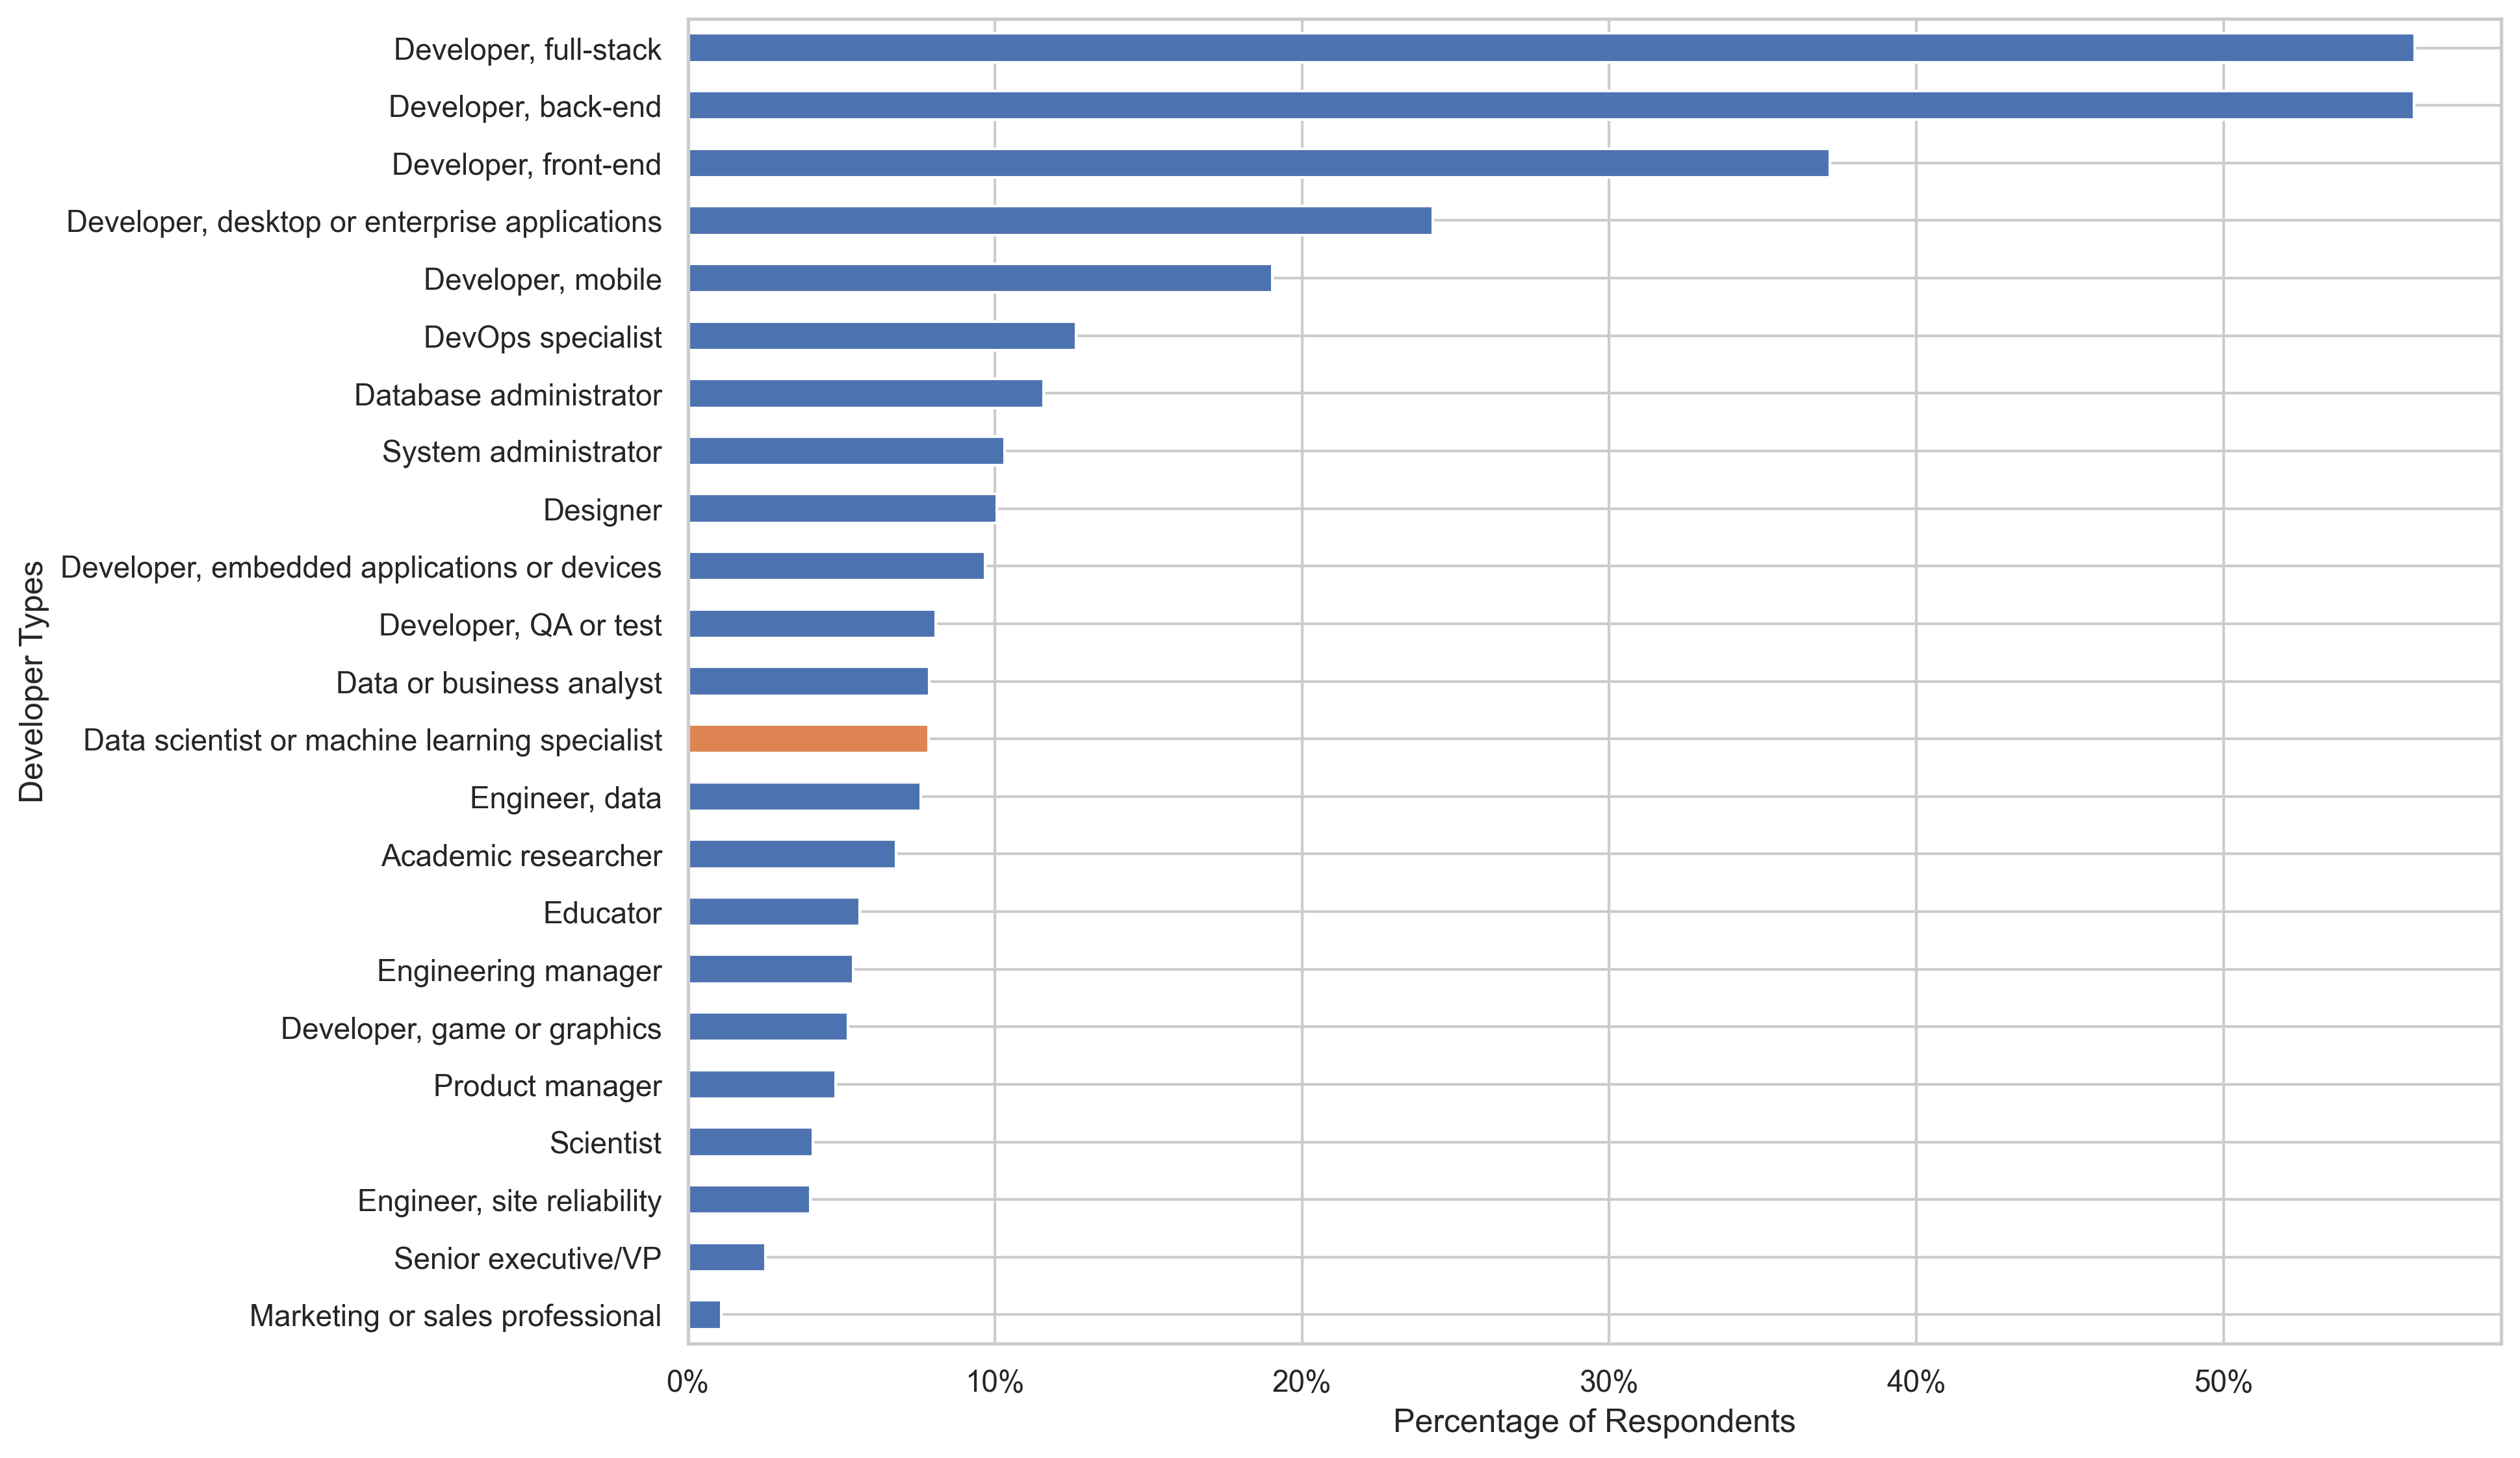 Developer, full-stack
Developer, back-end
Developer, front-end
Developer, desktop or enterprise applications
Developer, mobile
DevOps specialist
Database administrator
System administrator
Designer
Developer, embedded applications or devices
Developer, QA or test
Data or business analyst
Data scientist or machine learning specialist
Engineer, data
Academic researcher
Educator
Engineering manager
Developer, game or graphics
Product manager
Scientist
Engineer, site reliability
Senior executive/VP
Marketing or sales professional
Developer Types
0% 10% 20% 30% 40% 50%
Percentage of Respondents